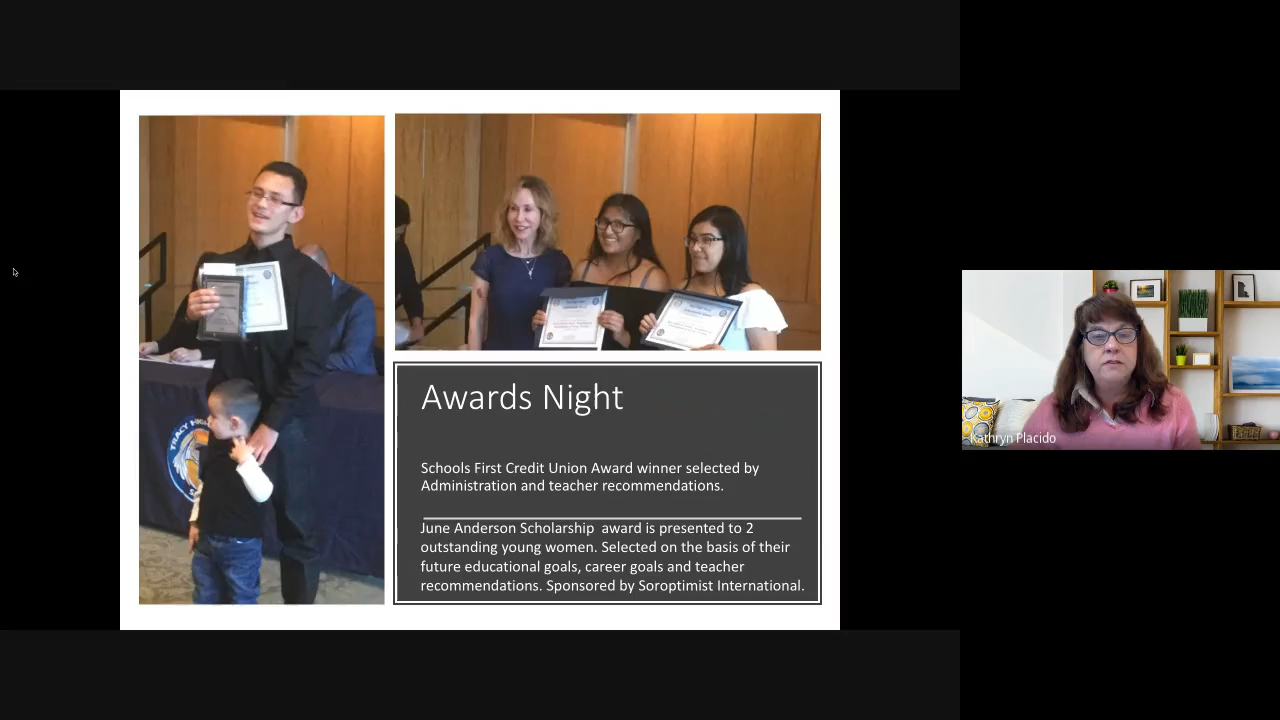 TRACY HIGH
Awards Night
Schools First Credit Union Award winner selected by
Administration and teacher recommendations.
June Anderson Scholarship award is presented to 2
outstanding young women. Selected on the basis of their
future educational goals, career goals and teacher
recommendations. Sponsored by Soroptimist International.
Kathryn Placido